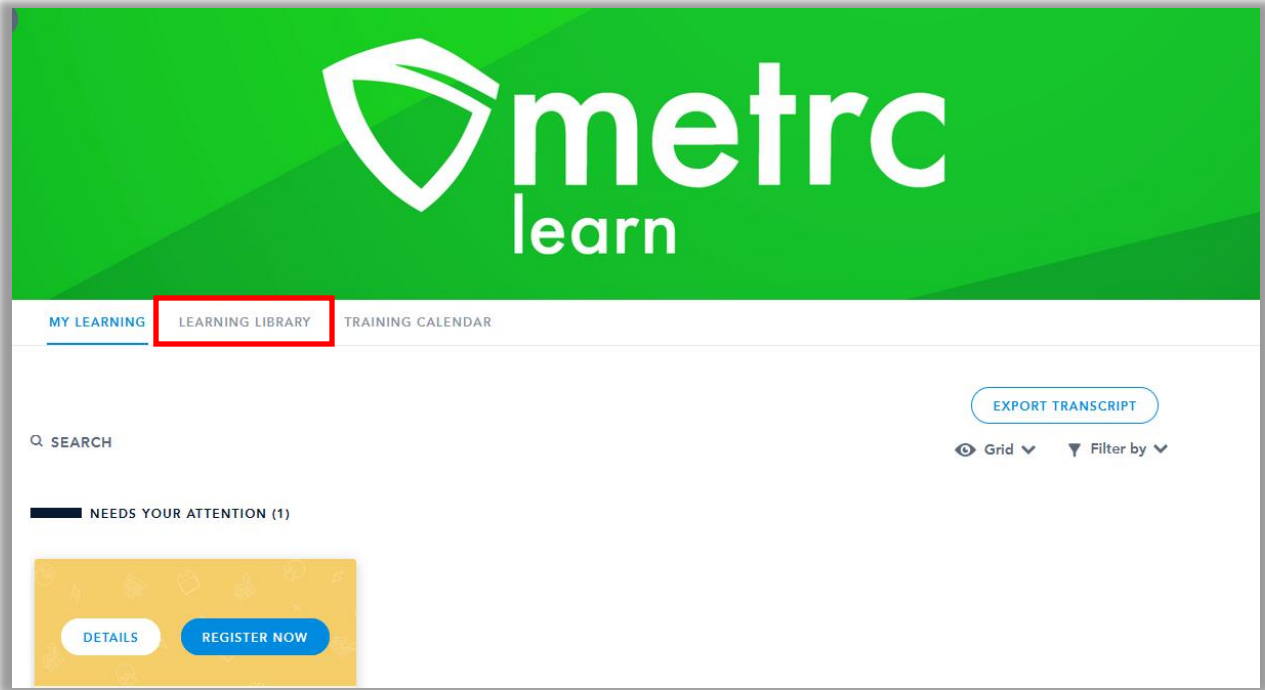 metrc
learn
MY LEARNING LEARNING LIBRARY TRAINING CALENDAR
EXPORT TRANSCRIPT
SEARCH
Grid Filter by
NEEDS YOUR ATTENTION (1)
DETAILS REGISTER NOW